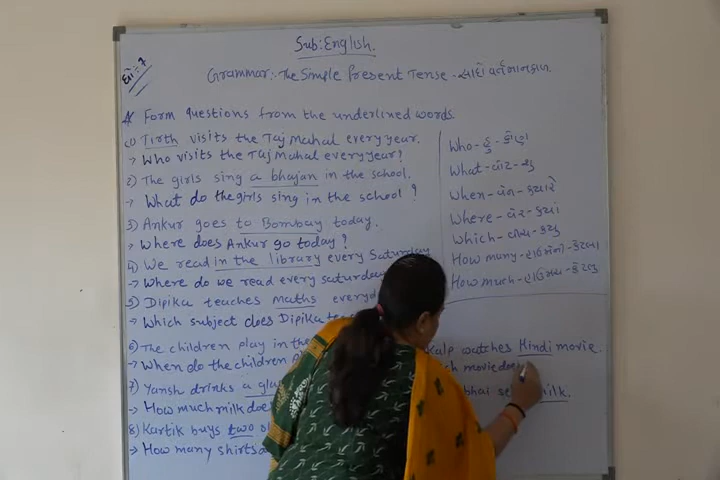 Sub: English.
Ex:-7
Grammar: The Simple Present Tense - સાદો વર્તમાનકાળ
* Form questions from the underlined words.
(1) Tirth visits the Taj Mahal every year.
→ Who visits the Taj Mahal every year?
2) The girls sing a bhajan in the school.
→ What do the girls sing in the school?
3) Ankur goes to Bombay today.
→ Where does Ankur go today?
4) We read in the library every Saturday
→ Where do we read every saturday
5) Dipika teaches maths
→ Which subject does Dipika
6) The children play in the
→ When do the children
7) Yansh drinks a
→ How much milk
8) Kartik buys two
→ How many shirts
Who - હુ - કોણ
What - વોટ - શુ
When - વેન - ક્યારે
Where - વેર - ક્યાં
Which - વીચ - કયુ
How many - હાઉ મેની - કેટલા
How much - હાઉ મચ - કેટલુ
watches Hindi movie.
movie does
bhai